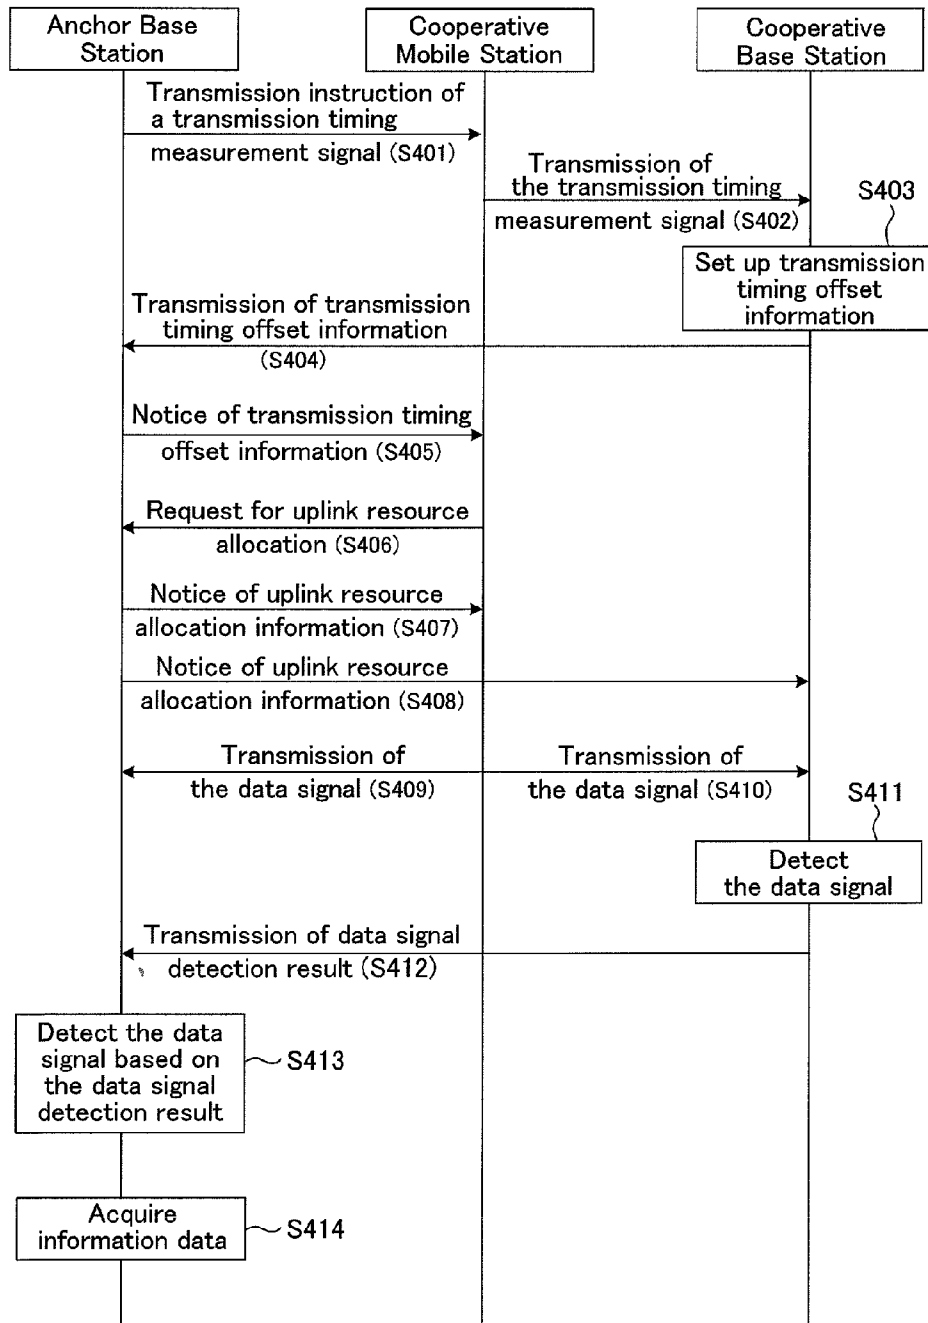 Anchor Base
Station
Cooperative
Mobile Station
Cooperative
Base Station
Transmission instruction of
a transmission timing
measurement signal (S401)
Transmission of
the transmission timing
measurement signal (S402)
S403
Set up transmission
timing offset
information
Transmission of transmission
timing offset information
(S404)
Notice of transmission timing
offset information (S405)
Request for uplink resource
allocation (S406)
Notice of uplink resource
allocation information (S407)
Notice of uplink resource
allocation information (S408)
Transmission of
the data signal (S409)
Transmission of
the data signal (S410)
S411
Detect
the data signal
Transmission of data signal
detection result (S412)
Detect the data
signal based on
the data signal
detection result
S413
Acquire
information data
S414